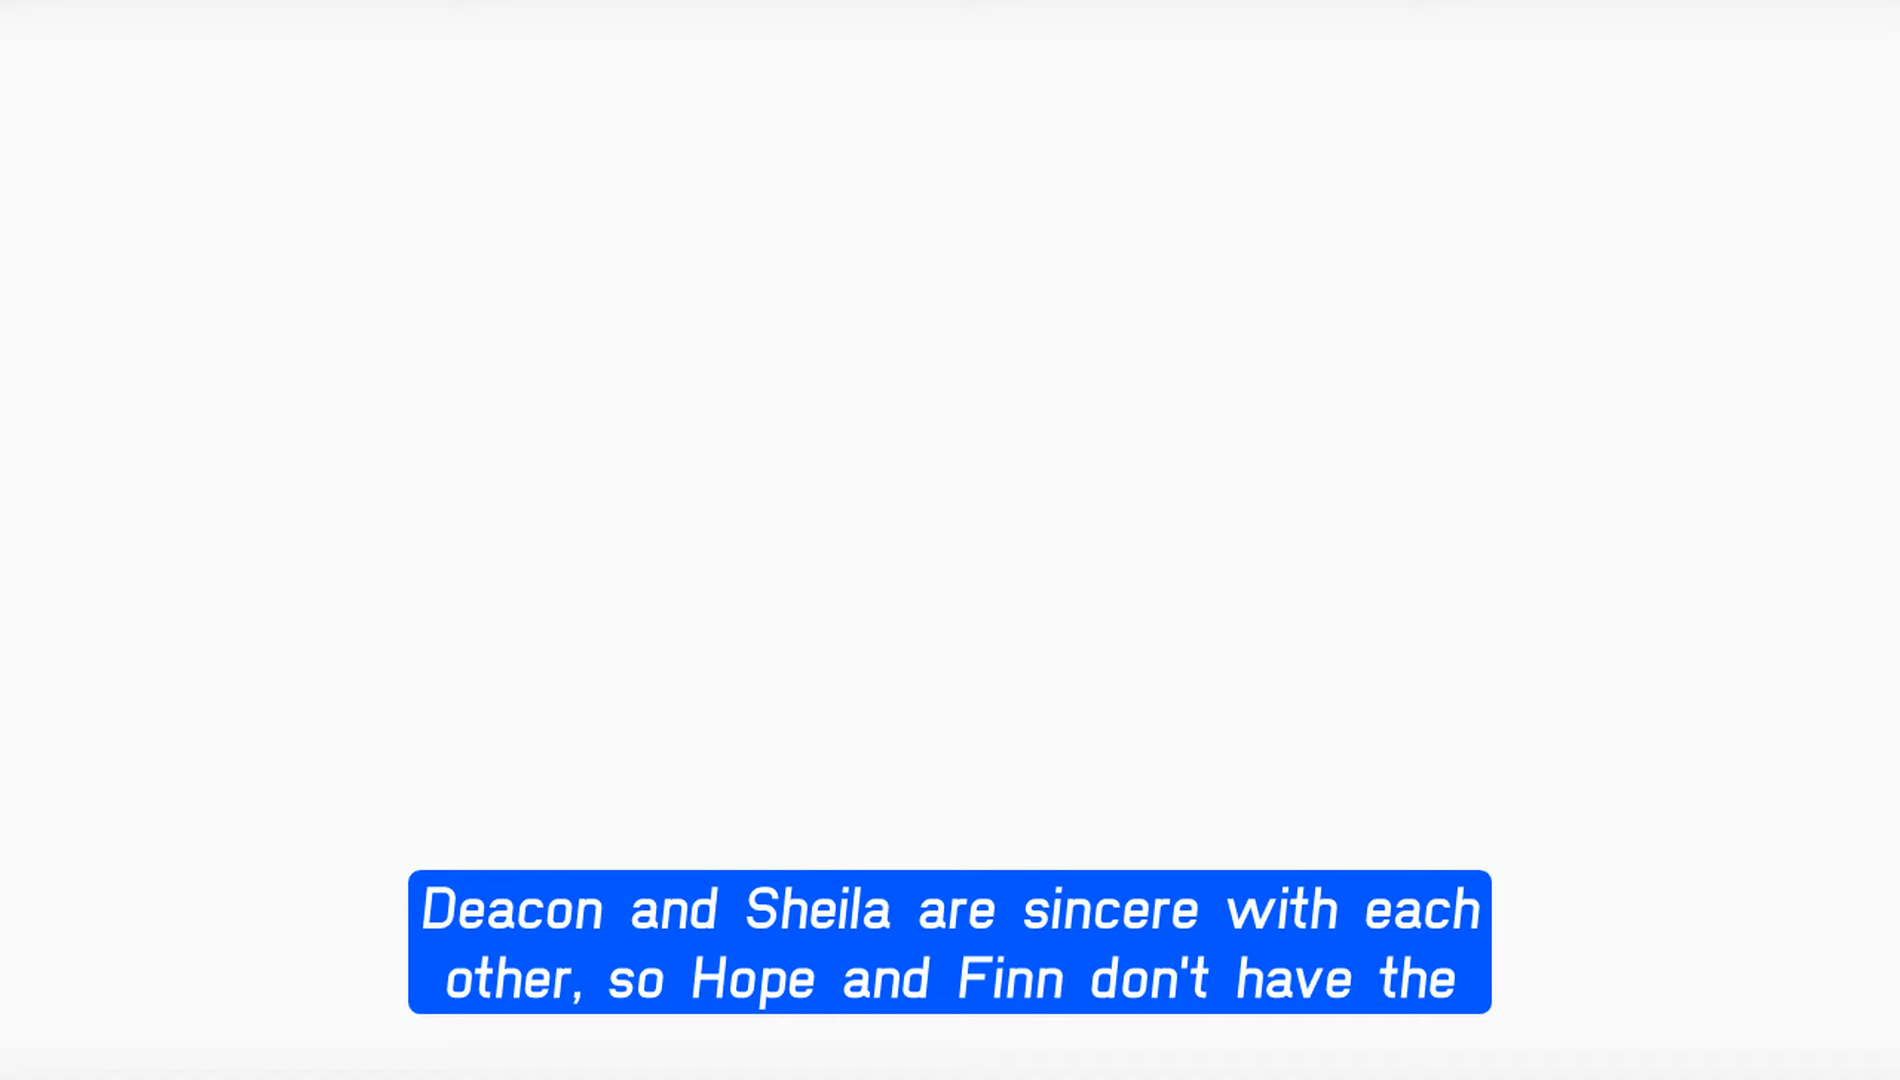 Deacon and Sheila are sincere with each
other, so Hope and Finn don't have the